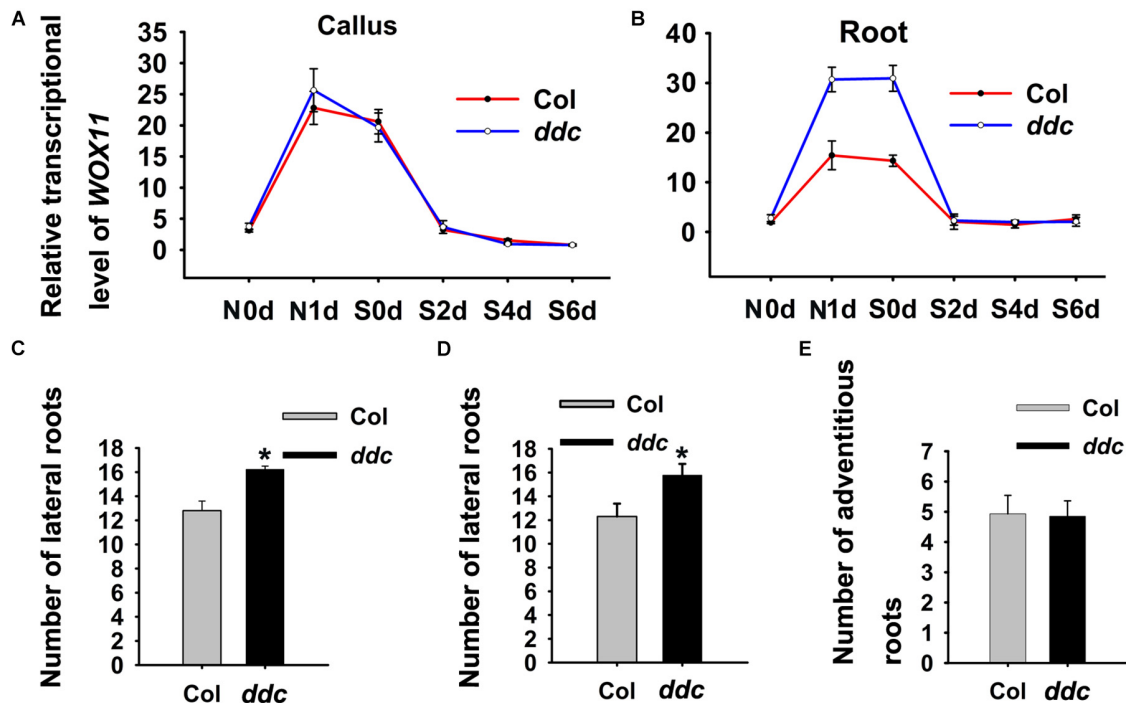 A
Callus
Relative transcriptional
level of WOX11
35
30
25
20
15
10
5
0
Col
ddc
N0d N1d S0d S2d S4d S6d
B
Root
40
30
20
10
0
Col
ddc
N0d N1d S0d S2d S4d S6d
C
Number of lateral roots
Col
ddc
18
16
14
12
10
8
6
4
2
0
*
Col ddc
D
Number of lateral roots
Col
ddc
18
16
14
12
10
8
6
4
2
0
*
Col ddc
E
Number of adventitious
roots
Col
ddc
7
6
5
4
3
2
1
0
Col ddc